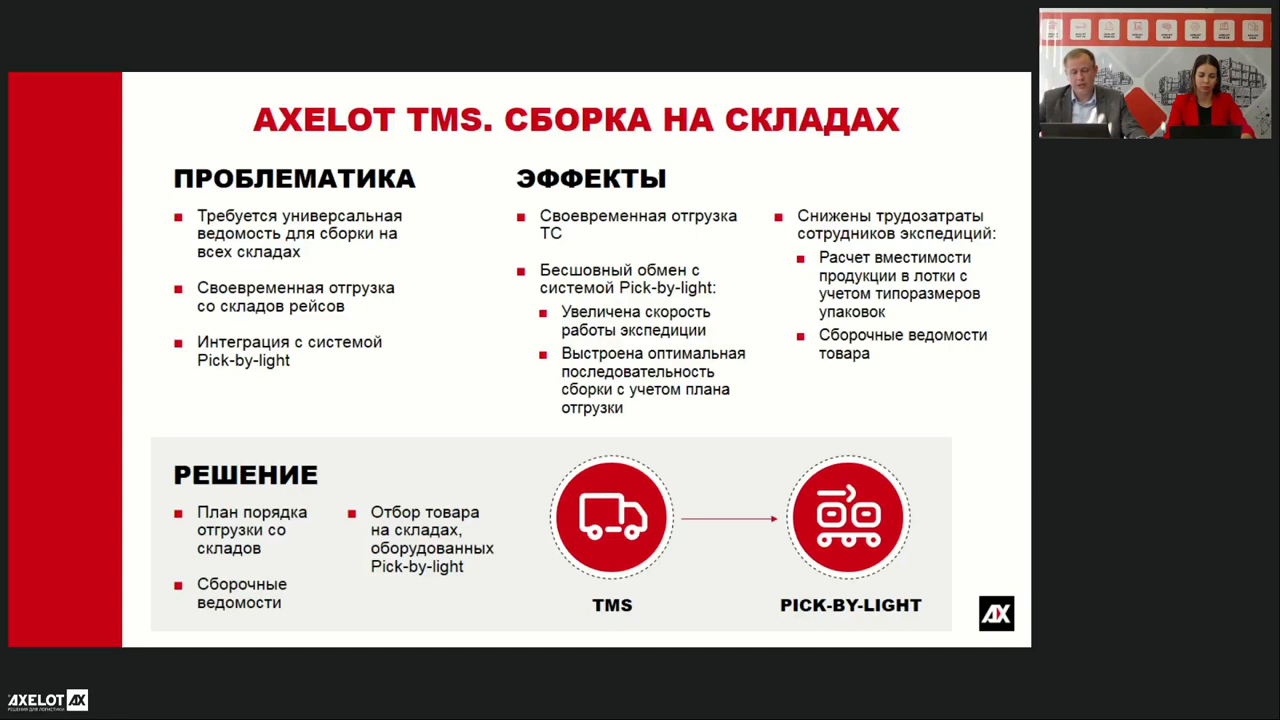 AXELOT TMS. СБОРКА НА СКЛАДАХ
ПРОБЛЕМАТИКА
Требуется универсальная
ведомость для сборки на
всех складах
Своевременная отгрузка
со складов рейсов
Интеграция с системой
Pick-by-light
ЭФФЕКТЫ
Своевременная отгрузка
ТС
Бесшовный обмен с
системой Pick-by-light:
Увеличена скорость
работы экспедиции
Выстроена оптимальная
последовательность
сборки с учетом плана
отгрузки
Снижены трудозатраты
сотрудников экспедиций:
Расчет вместимости
продукции в лотки с
учетом типоразмеров
упаковок
Сборочные ведомости
товара
РЕШЕНИЕ
План порядка
отгрузки со
складов
Сборочные
ведомости
Отбор товара
на складах,
оборудованных
Pick-by-light
TMS
PICK-BY-LIGHT
AX
AXELOT AX
РЕШЕНИЯ ДЛЯ ЛОГИСТИКИ